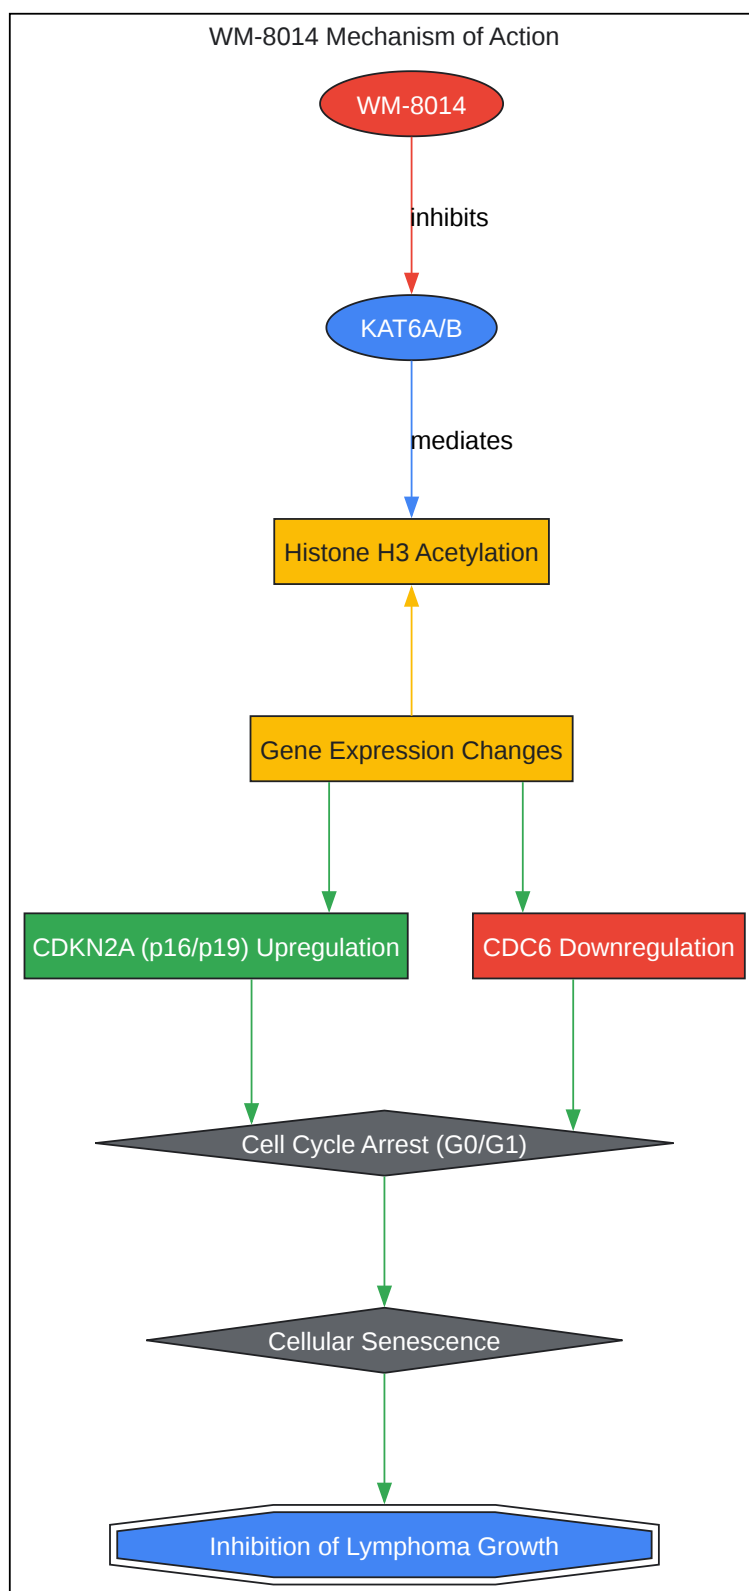 WM-8014 Mechanism of Action
WM-8014
inhibits
KAT6A/B
mediates
Histone H3 Acetylation
Gene Expression Changes
CDKN2A (p16/p19) Upregulation
CDC6 Downregulation
Cell Cycle Arrest (G0/G1)
Cellular Senescence
Inhibition of Lymphoma Growth